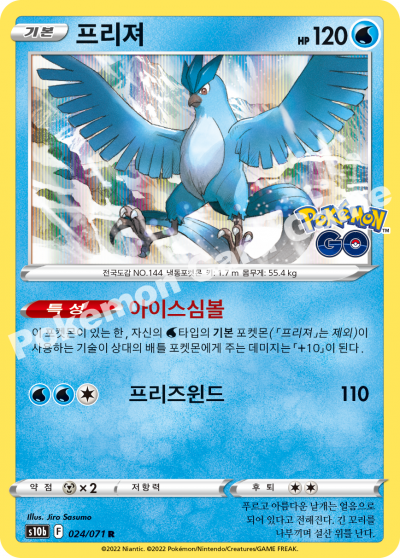 기본 프리져 HP 120
Pokémon GO
전국도감 NO.144 냉동포켓몬 키: 1.7 m 몸무게: 55.4 kg
특성 아이스심볼
이 포켓몬이 있는 한, 자신의 타입의 기본 포켓몬(「프리져」는 제외)이
사용하는 기술이 상대의 배틀 포켓몬에게 주는 데미지는 「+10」이 된다.
프리즈윈드 110
약점 ×2 저항력 후퇴
Illus. Jiro Sasumo
푸르고 아름다운 날개는 얼음으로
되어 있다고 전해진다. 긴 꼬리를
나부끼며 설산 위를 난다.
s10b F 024/071 R
©2022 Niantic. ©2022 Pokémon/Nintendo/Creatures/GAME FREAK.